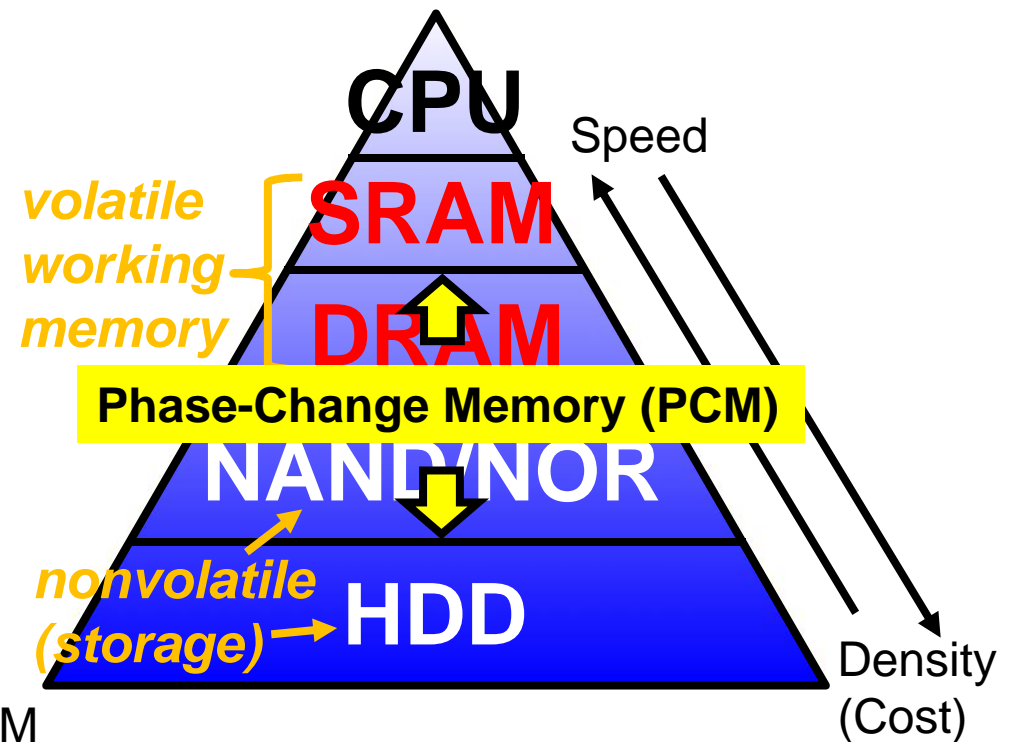 CPU
Speed
volatile
working
memory
SRAM
DRAM
Phase-Change Memory (PCM)
NAND/NOR
nonvolatile
(storage)
HDD
Density
(Cost)
M